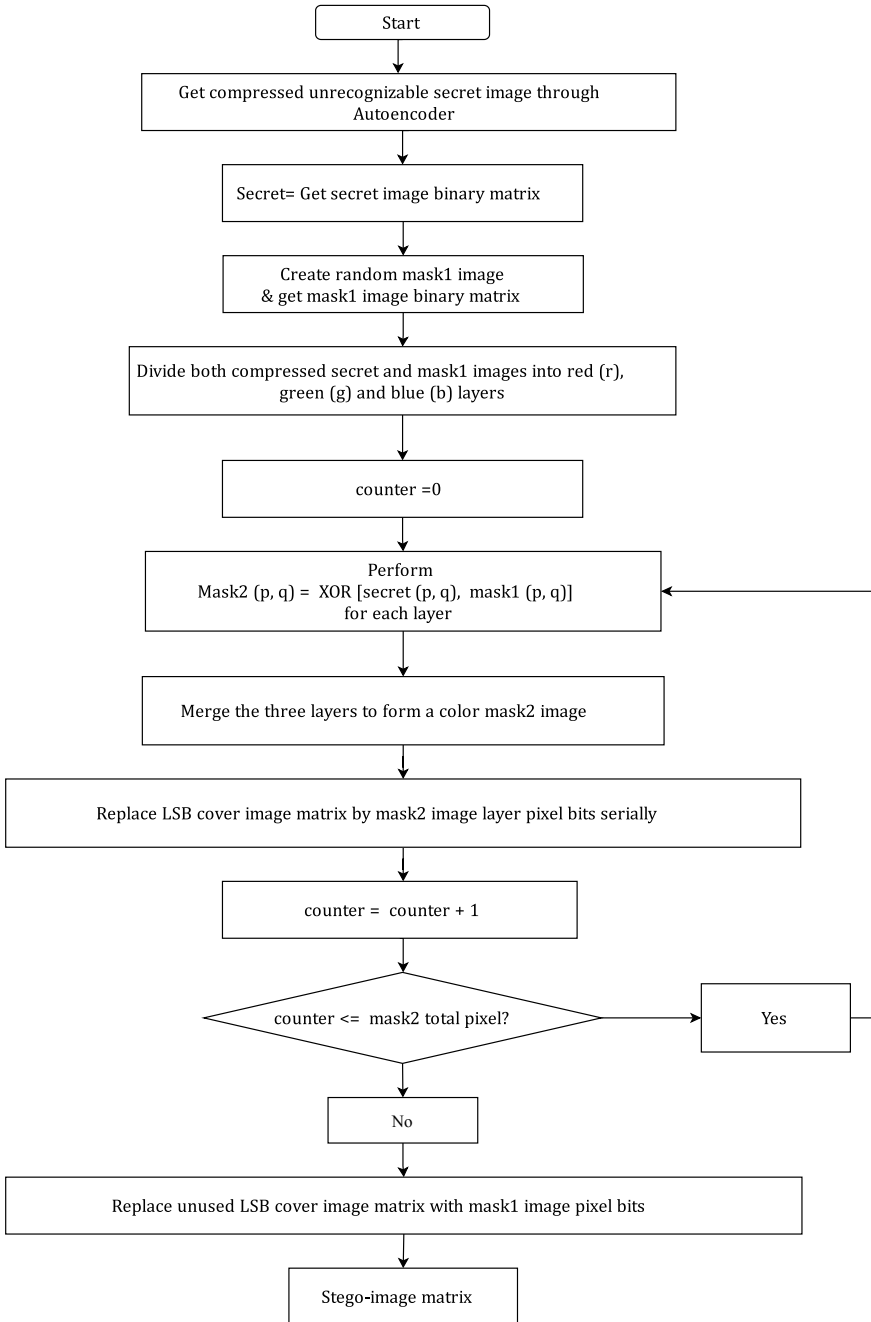 Start
Get compressed unrecognizable secret image through
Autoencoder
Secret= Get secret image binary matrix
Create random mask1 image
& get mask1 image binary matrix
Divide both compressed secret and mask1 images into red (r),
green (g) and blue (b) layers
counter =0
Perform
Mask2 (p, q) = XOR [secret (p, q), mask1 (p, q)]
for each layer
Merge the three layers to form a color mask2 image
Replace LSB cover image matrix by mask2 image layer pixel bits serially
counter = counter + 1
counter <= mask2 total pixel?
Yes
No
Replace unused LSB cover image matrix with mask1 image pixel bits
Stego-image matrix